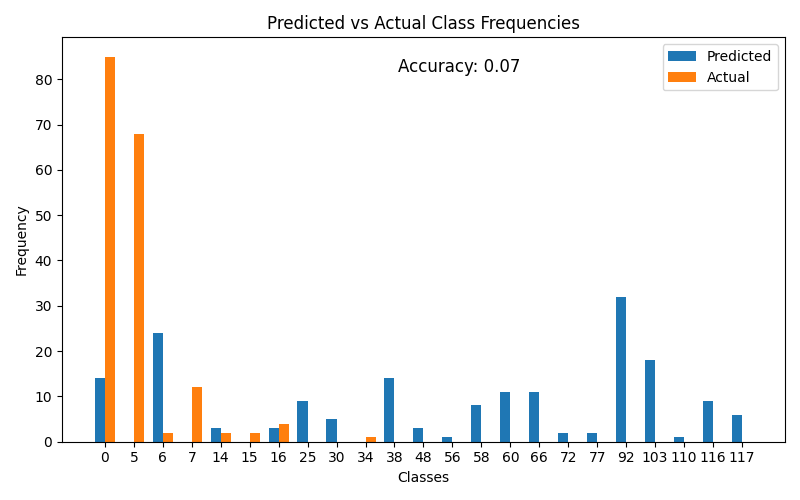 Predicted vs Actual Class Frequencies
Accuracy: 0.07
Predicted
Actual
80
70
60
50
40
30
20
10
0
Frequency
0 5 6 7 14 15 16 25 30 34 38 48 56 58 60 66 72 77 92 103 110 116 117
Classes